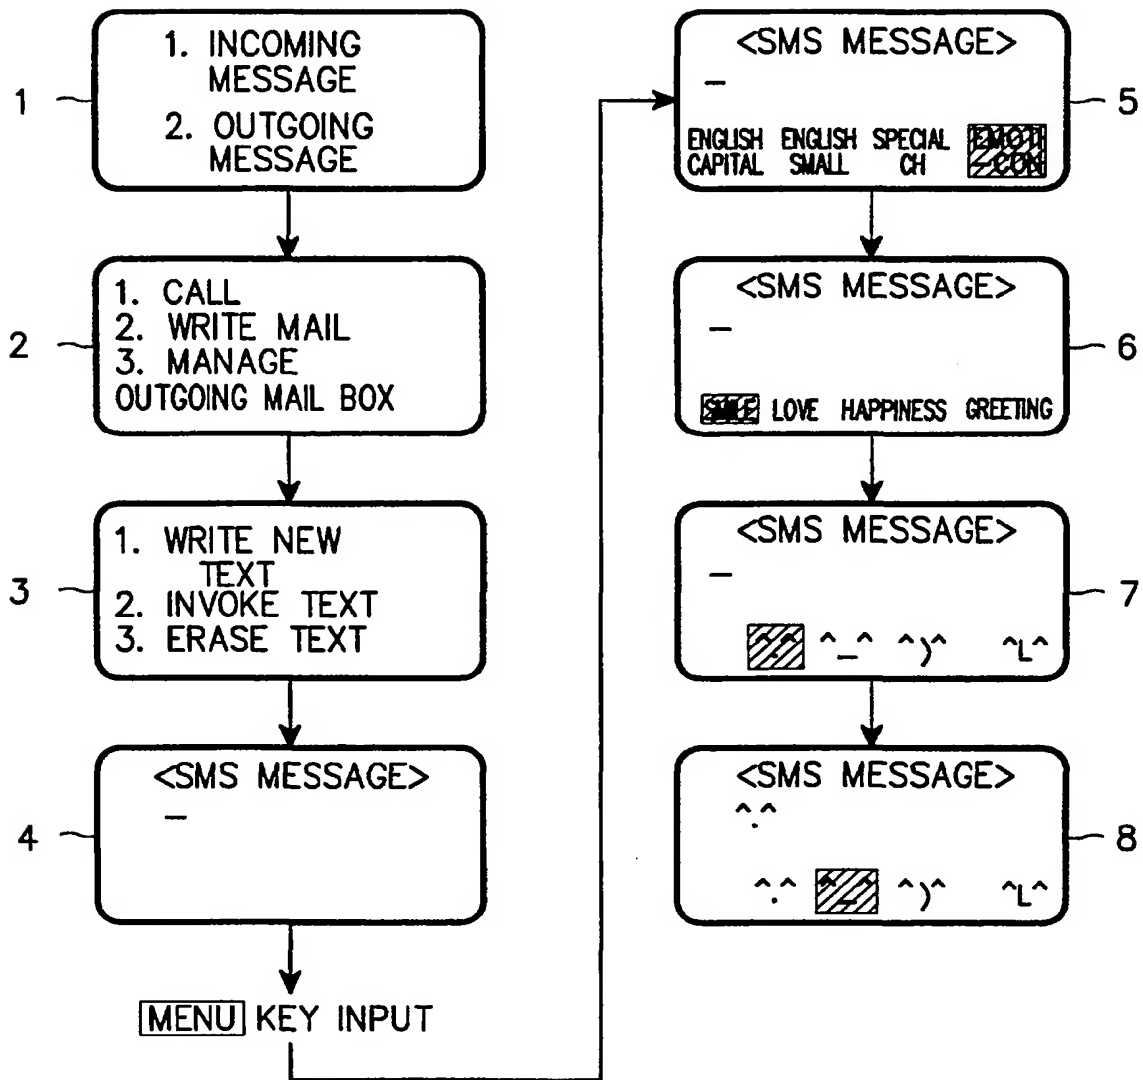 1
1. INCOMING
MESSAGE
2. OUTGOING
MESSAGE
2
1. CALL
2. WRITE MAIL
3. MANAGE
OUTGOING MAIL BOX
3
1. WRITE NEW
TEXT
2. INVOKE TEXT
3. ERASE TEXT
4
<SMS MESSAGE>
_
MENU KEY INPUT
5
<SMS MESSAGE>
_
ENGLISH ENGLISH SPECIAL EMOTI
CAPITAL SMALL CH -CON
6
<SMS MESSAGE>
_
SMILE LOVE HAPPINESS GREETING
7
<SMS MESSAGE>
_
^.^ ^_^ ^)^ ^L^
8
<SMS MESSAGE>
^.^
^.^ ^_^ ^)^ ^L^